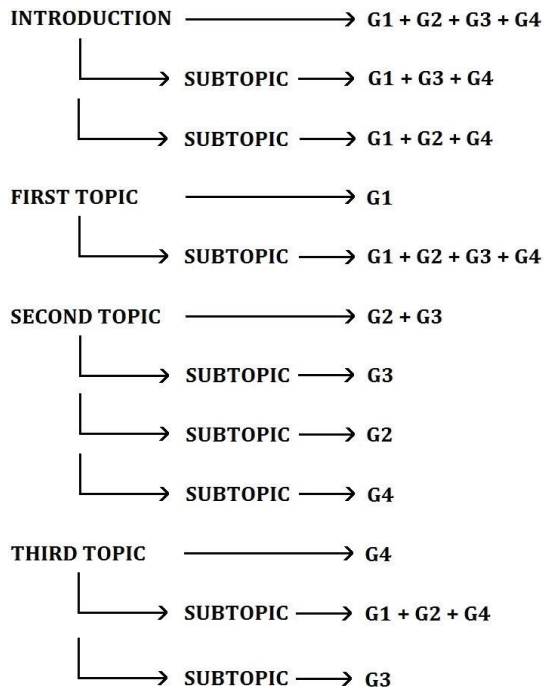 INTRODUCTION G1 + G2 + G3 + G4
SUBTOPIC G1 + G3 + G4
SUBTOPIC G1 + G2 + G4
FIRST TOPIC G1
SUBTOPIC G1 + G2 + G3 + G4
SECOND TOPIC G2 + G3
SUBTOPIC G3
SUBTOPIC G2
SUBTOPIC G4
THIRD TOPIC G4
SUBTOPIC G1 + G2 + G4
SUBTOPIC G3